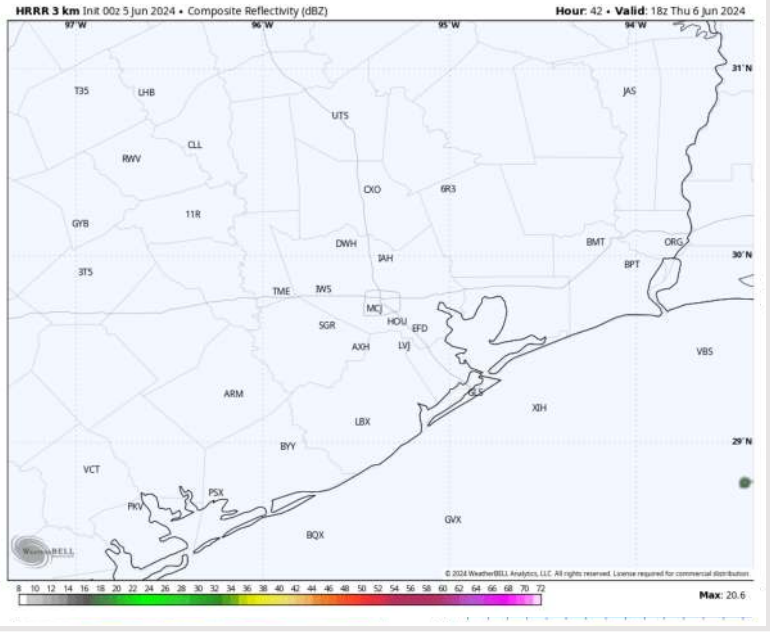 HRRR 3 km Init 00z 5 Jun 2024 • Composite Reflectivity (dBZ) Hour: 42 • Valid: 18z Thu 6 Jun 2024
97°W 96°W 95°W 94°W
31°N
T35 LHB JAS
UTS
CLL
RWV
CXO 6R3
11R
GYB
DWH BMT ORG
IAH 30°N
3T5 BPT
TME IWS
MCJ
SGR HOU EFD
AXH LVJ VBS
ARM GLS
XIH
LBX
BYY 29°N
VCT
PSX
PKV
GVX
BQX
WeatherBELL
© 2024 WeatherBELL Analytics, LLC. All rights reserved. License required for commercial distribution.
8 10 12 14 16 18 20 22 24 26 28 30 32 34 36 38 40 42 44 46 48 50 52 54 56 58 60 62 64 66 68 70 72 Max: 20.6